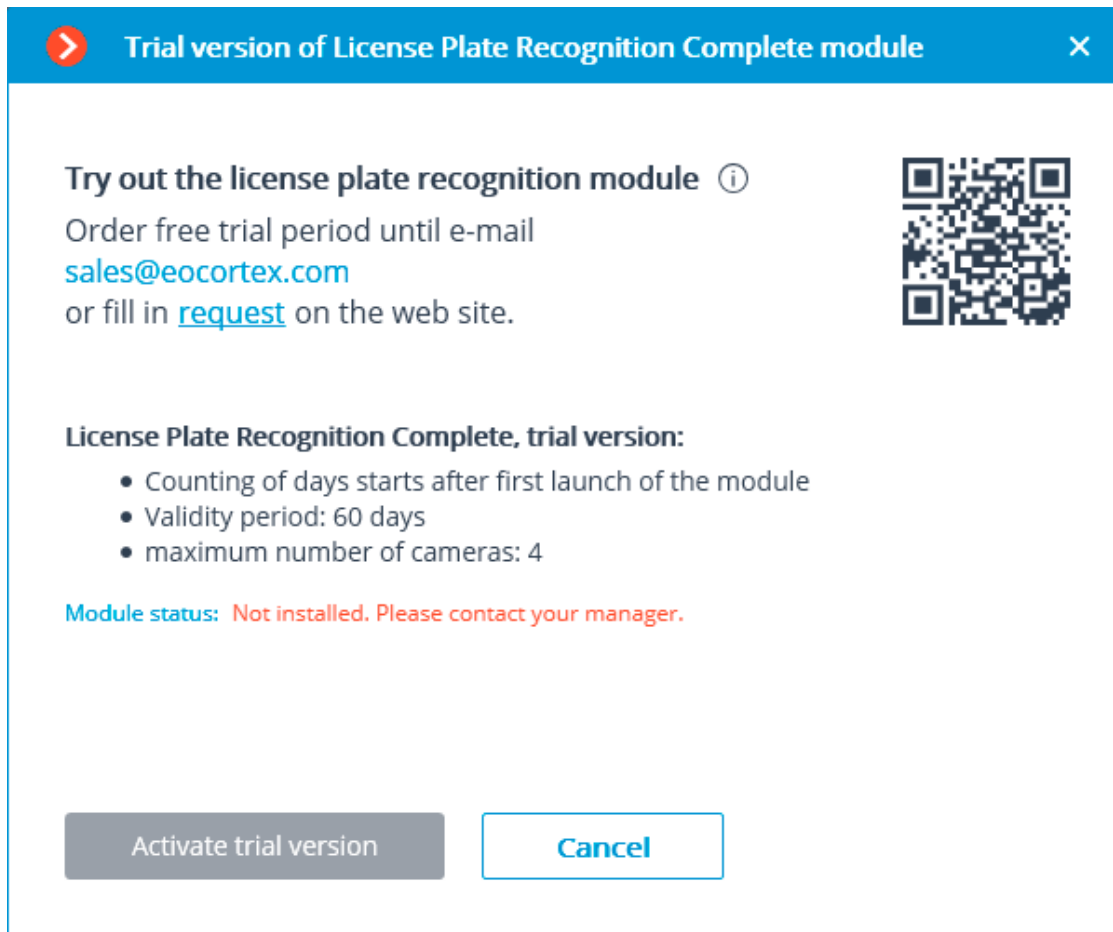 Trial version of License Plate Recognition Complete module
Try out the license plate recognition module
Order free trial period until e-mail
sales@eocortex.com
or fill in request on the web site.
License Plate Recognition Complete, trial version:
• Counting of days starts after first launch of the module
• Validity period: 60 days
• maximum number of cameras: 4
Module status: Not installed. Please contact your manager.
Activate trial version
Cancel